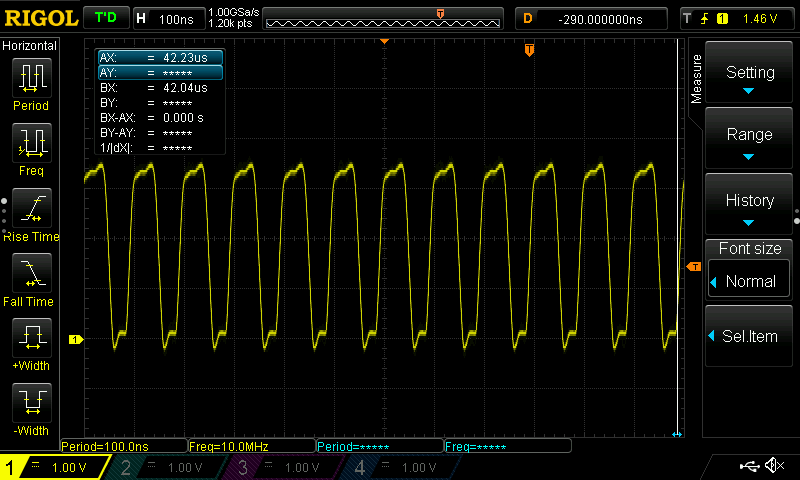 RIGOL T'D H 100ns 1.00GSa/s 1.20k pts T D -290.000000ns T 1 1.46 V
Horizontal
Period
Freq
Rise Time
Fall Time
+Width
-Width
AX: = 42.23us
AY: = *****
BX: = 42.04us
BY: = *****
BX-AX: = 0.000 s
BY-AY: = *****
1/|dX|: = *****
T
T
1
Measure
Setting
Range
History
Font size
Normal
Sel.Item
Period=100.0ns Freq=10.0MHz Period=***** Freq=*****
1 = 1.00 V 2 = 1.00 V 3 = 1.00 V 4 = 1.00 V